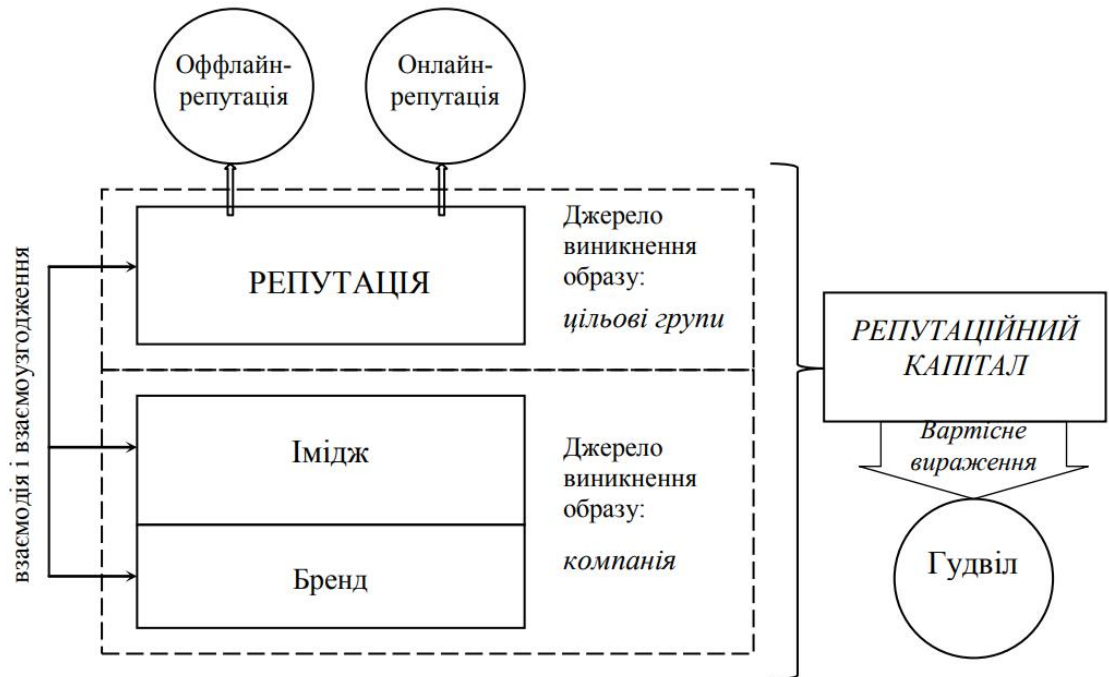 Оффлайн-
репутація
Онлайн-
репутація
взаємодія і взаємоузгодження
РЕПУТАЦІЯ
Джерело
виникнення
образу:
цільові групи
Імідж
Бренд
Джерело
виникнення
образу:
компанія
РЕПУТАЦІЙНИЙ
КАПІТАЛ
Вартісне
вираження
Гудвіл